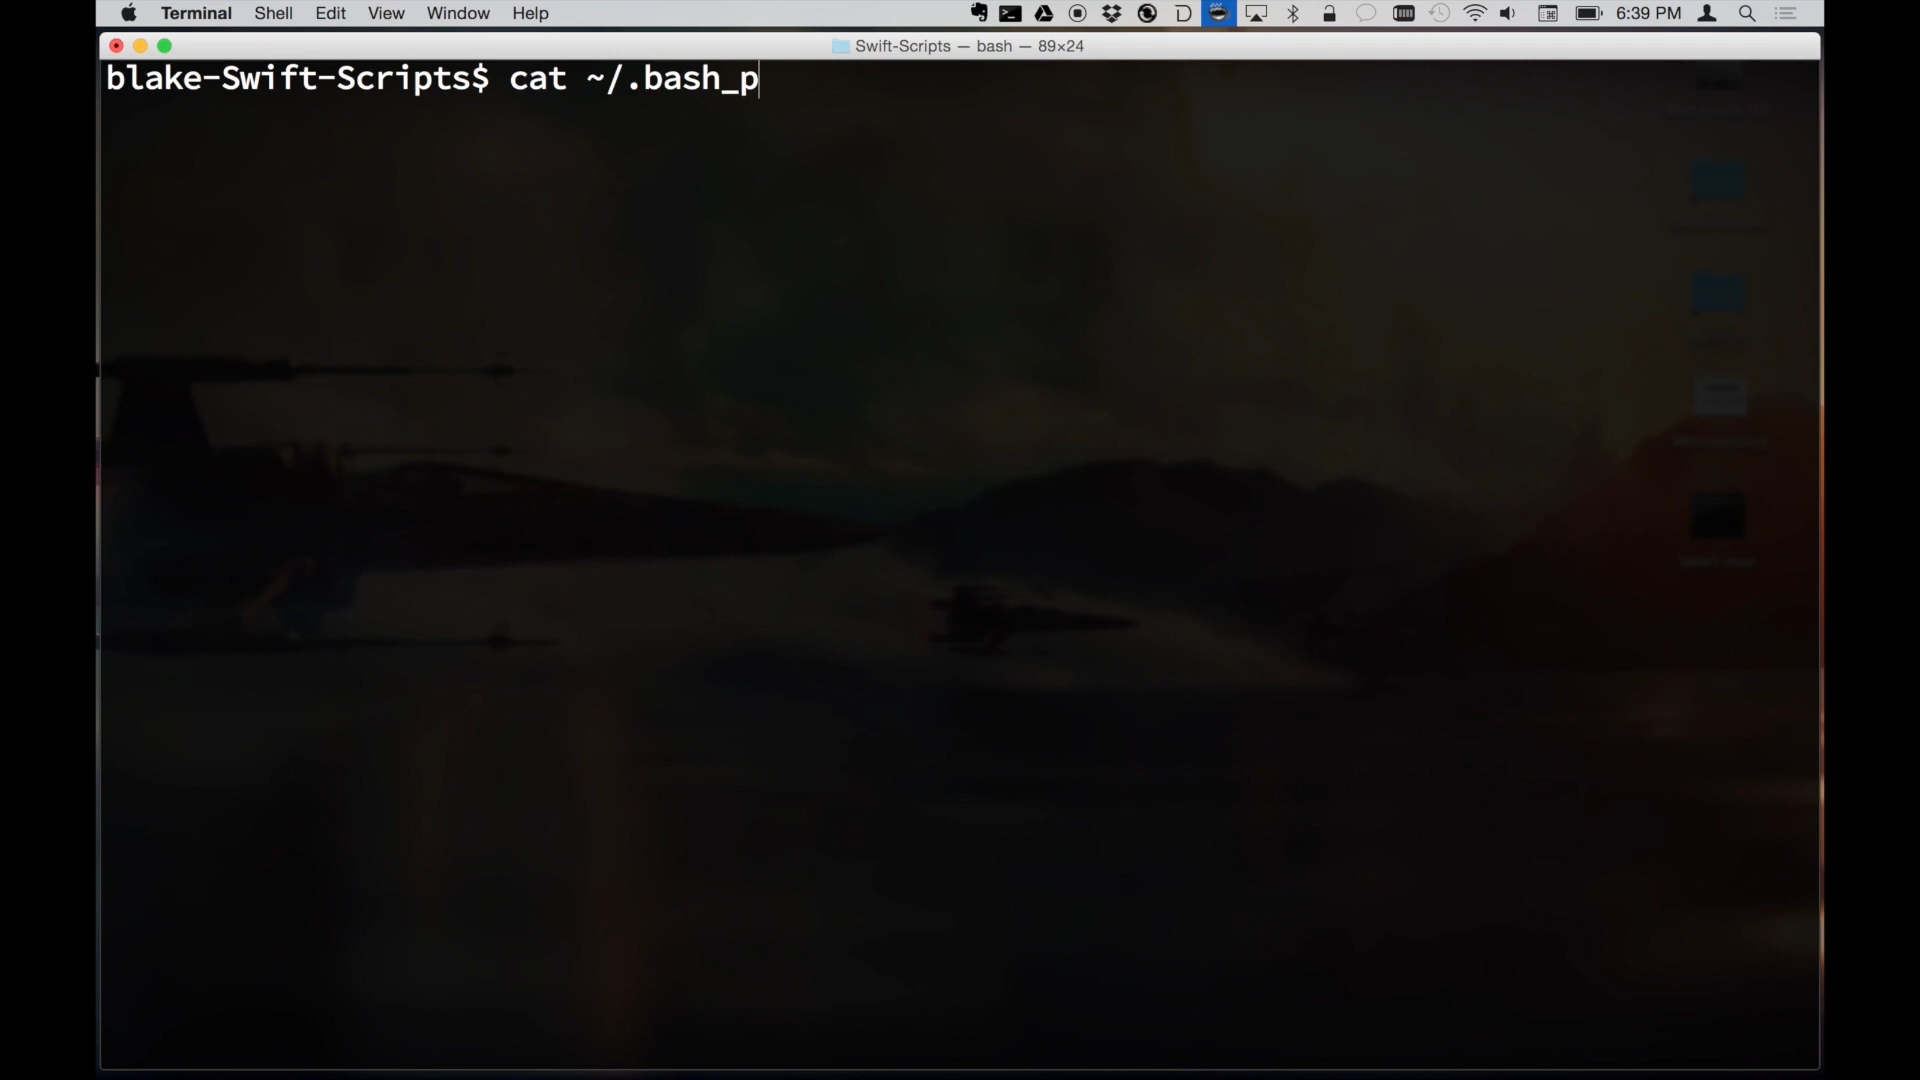 Terminal Shell Edit View Window Help 6:39 PM
Swift-Scripts — bash — 89×24
blake-Swift-Scripts$ cat ~/.bash_p